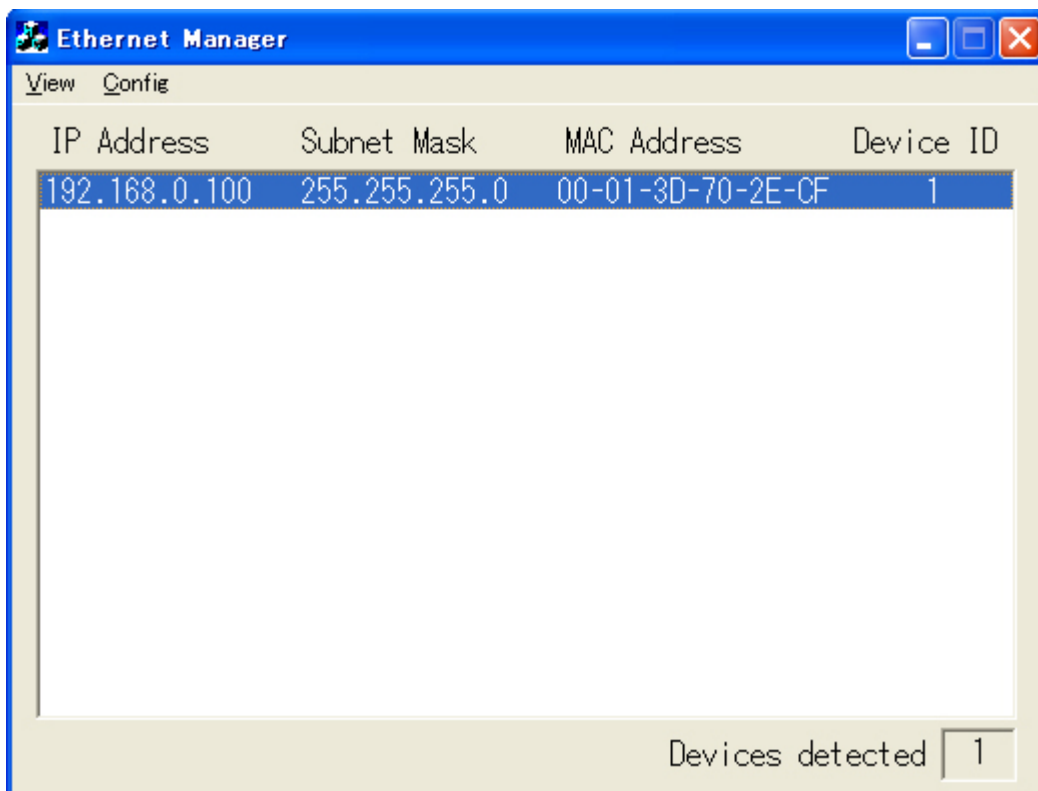 Ethernet Manager
View Config
IP Address Subnet Mask MAC Address Device ID
192.168.0.100 255.255.255.0 00-01-3D-70-2E-CF 1
Devices detected 1